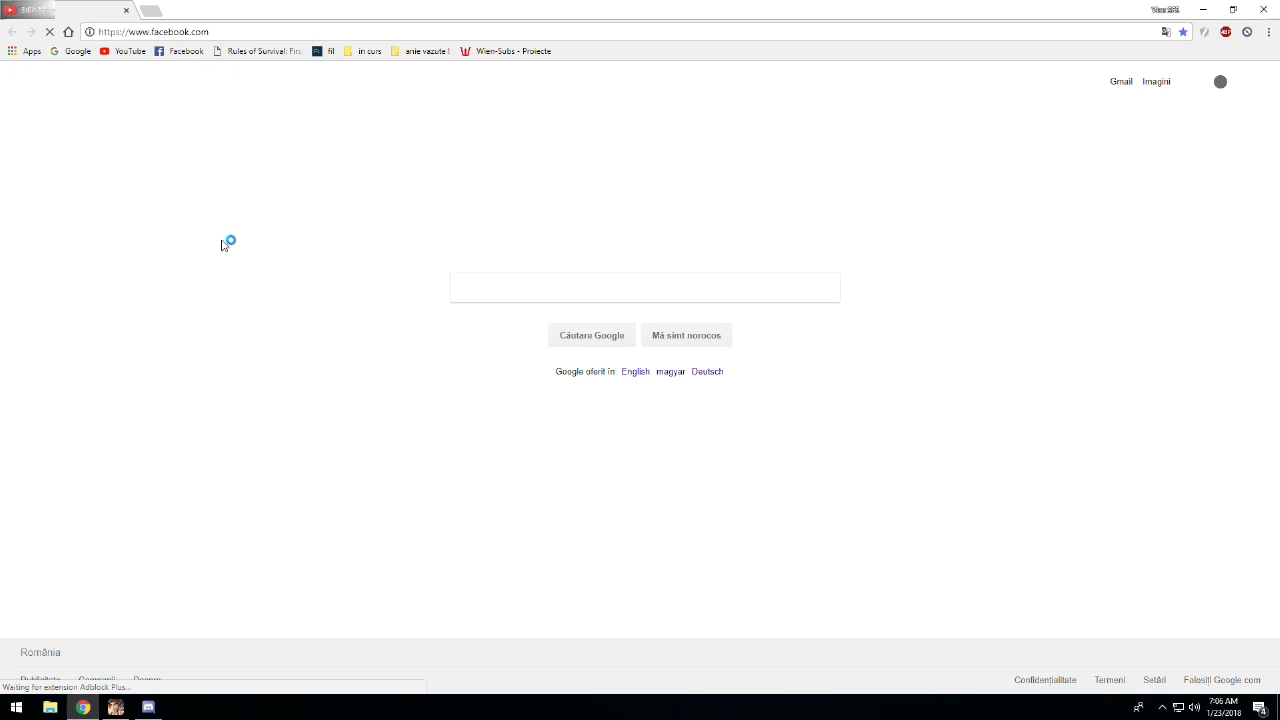 https://www.facebook.com
Apps Google YouTube Facebook Rules of Survival: Firs fil in curs anie vazute ! Wien-Subs - Proiecte
Gmail Imagini
Căutare Google Mă simt norocos
Google oferit în: English magyar Deutsch
România
Confidențialitate Termeni Setări Folosiți Google.com
Waiting for extension Adblock Plus...
7:06 AM
1/23/2018